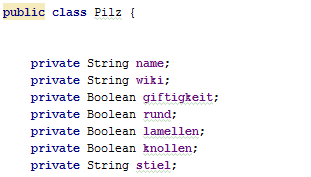 public class Pilz {
private String name;
private String wiki;
private Boolean giftigkeit;
private Boolean rund;
private Boolean lamellen;
private Boolean knollen;
private String stiel;